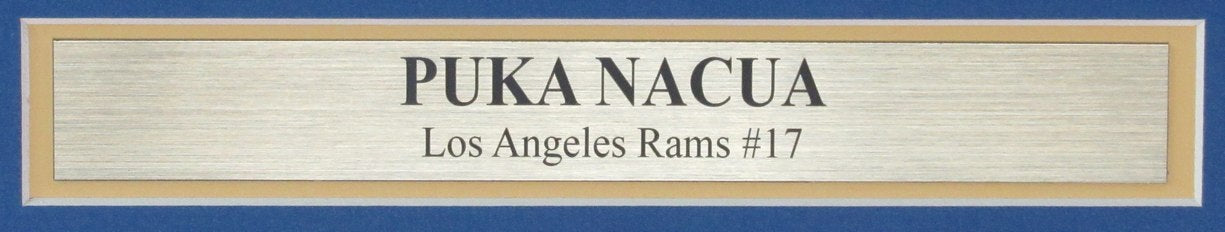 PUKA NACUA
Los Angeles Rams #17